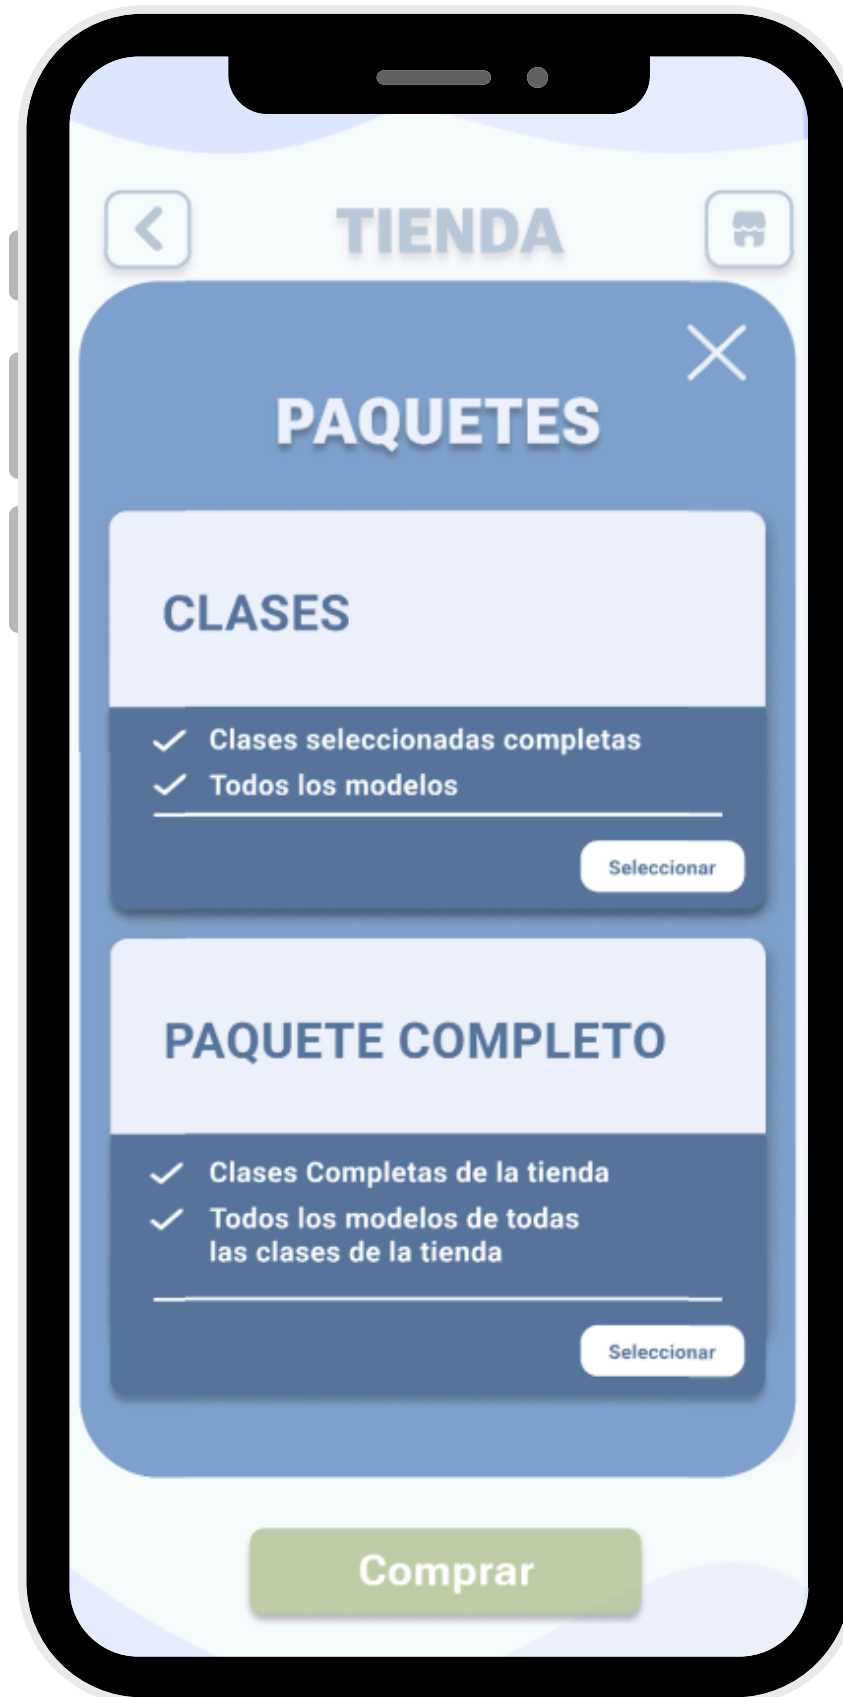 TIENDA
PAQUETES
CLASES
Clases seleccionadas completas
Todos los modelos
Seleccionar
PAQUETE COMPLETO
Clases Completas de la tienda
Todos los modelos de todas
las clases de la tienda
Seleccionar
Comprar